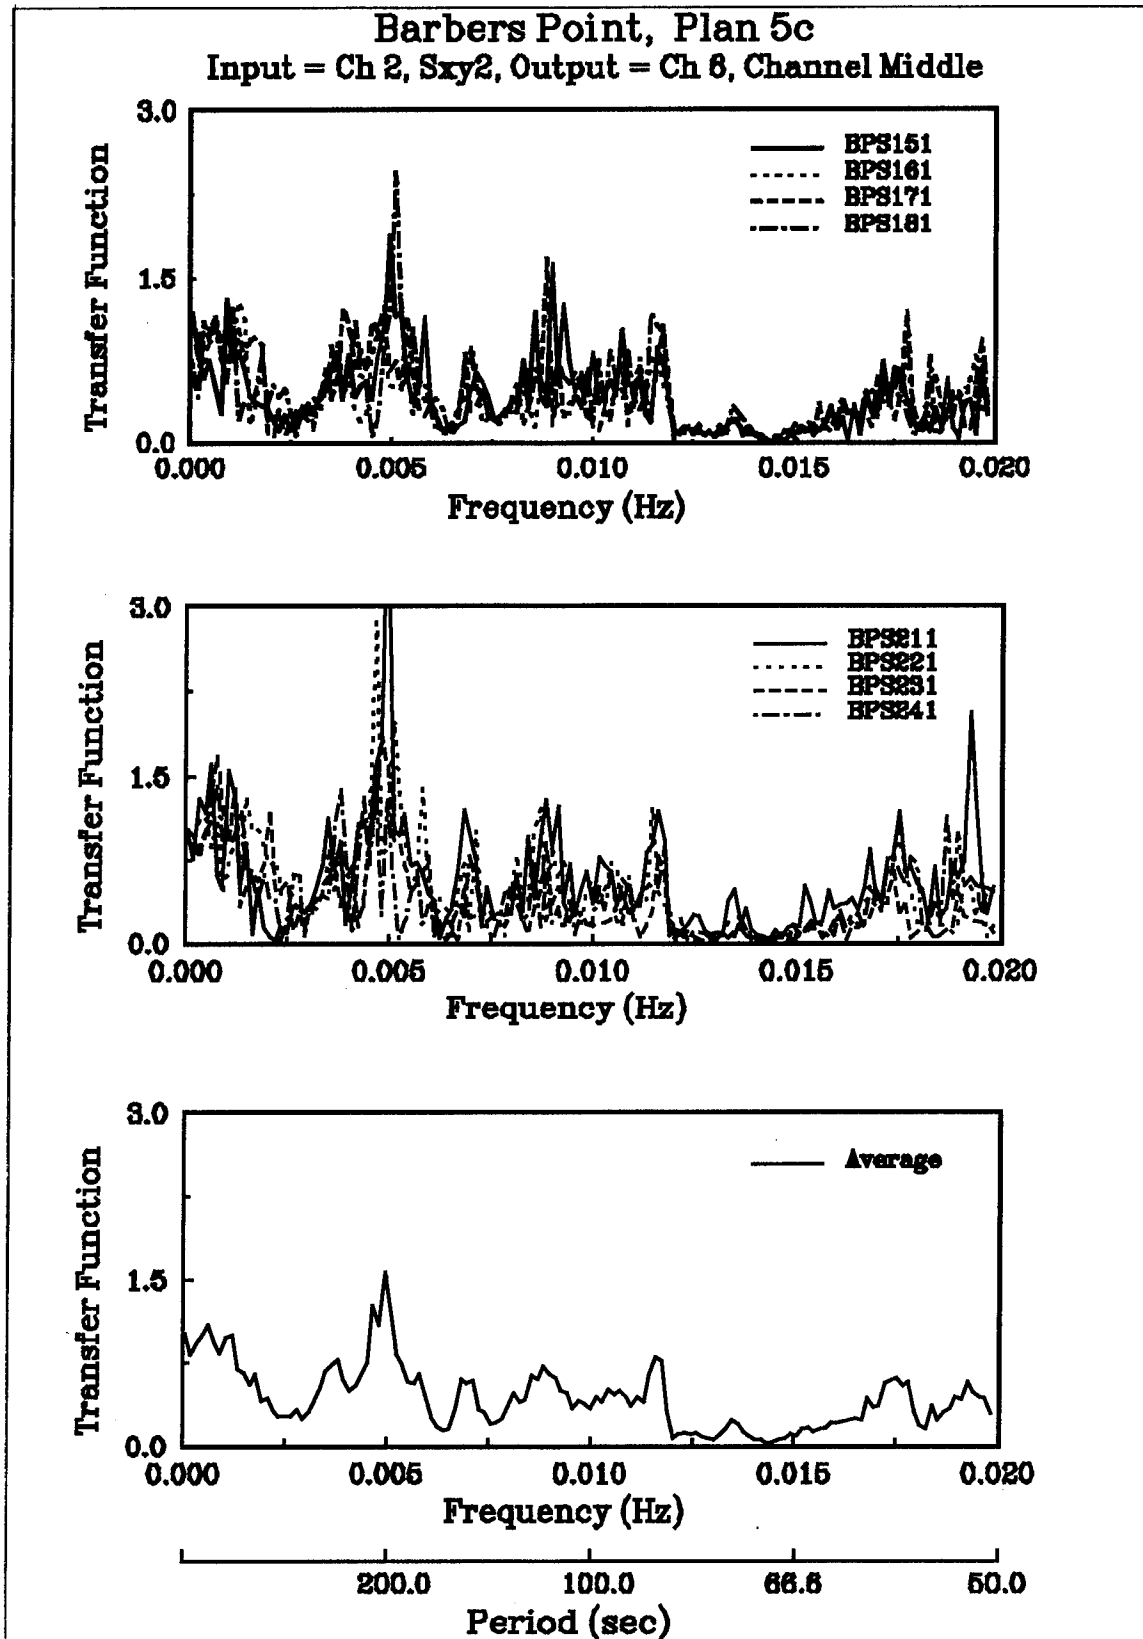 Barbers Point, Plan 5c
Input = Ch 2, Sxy2, Output = Ch 6, Channel Middle
3.0
1.5
0.0
Transfer Function
BPS151
BPS161
BPS171
BPS181
0.000 0.005 0.010 0.015 0.020
Frequency (Hz)
3.0
1.5
0.0
Transfer Function
BPS211
BPS221
BPS231
BPS241
0.000 0.005 0.010 0.015 0.020
Frequency (Hz)
3.0
1.5
0.0
Transfer Function
Average
0.000 0.005 0.010 0.015 0.020
Frequency (Hz)
200.0 100.0 66.6 50.0
Period (sec)